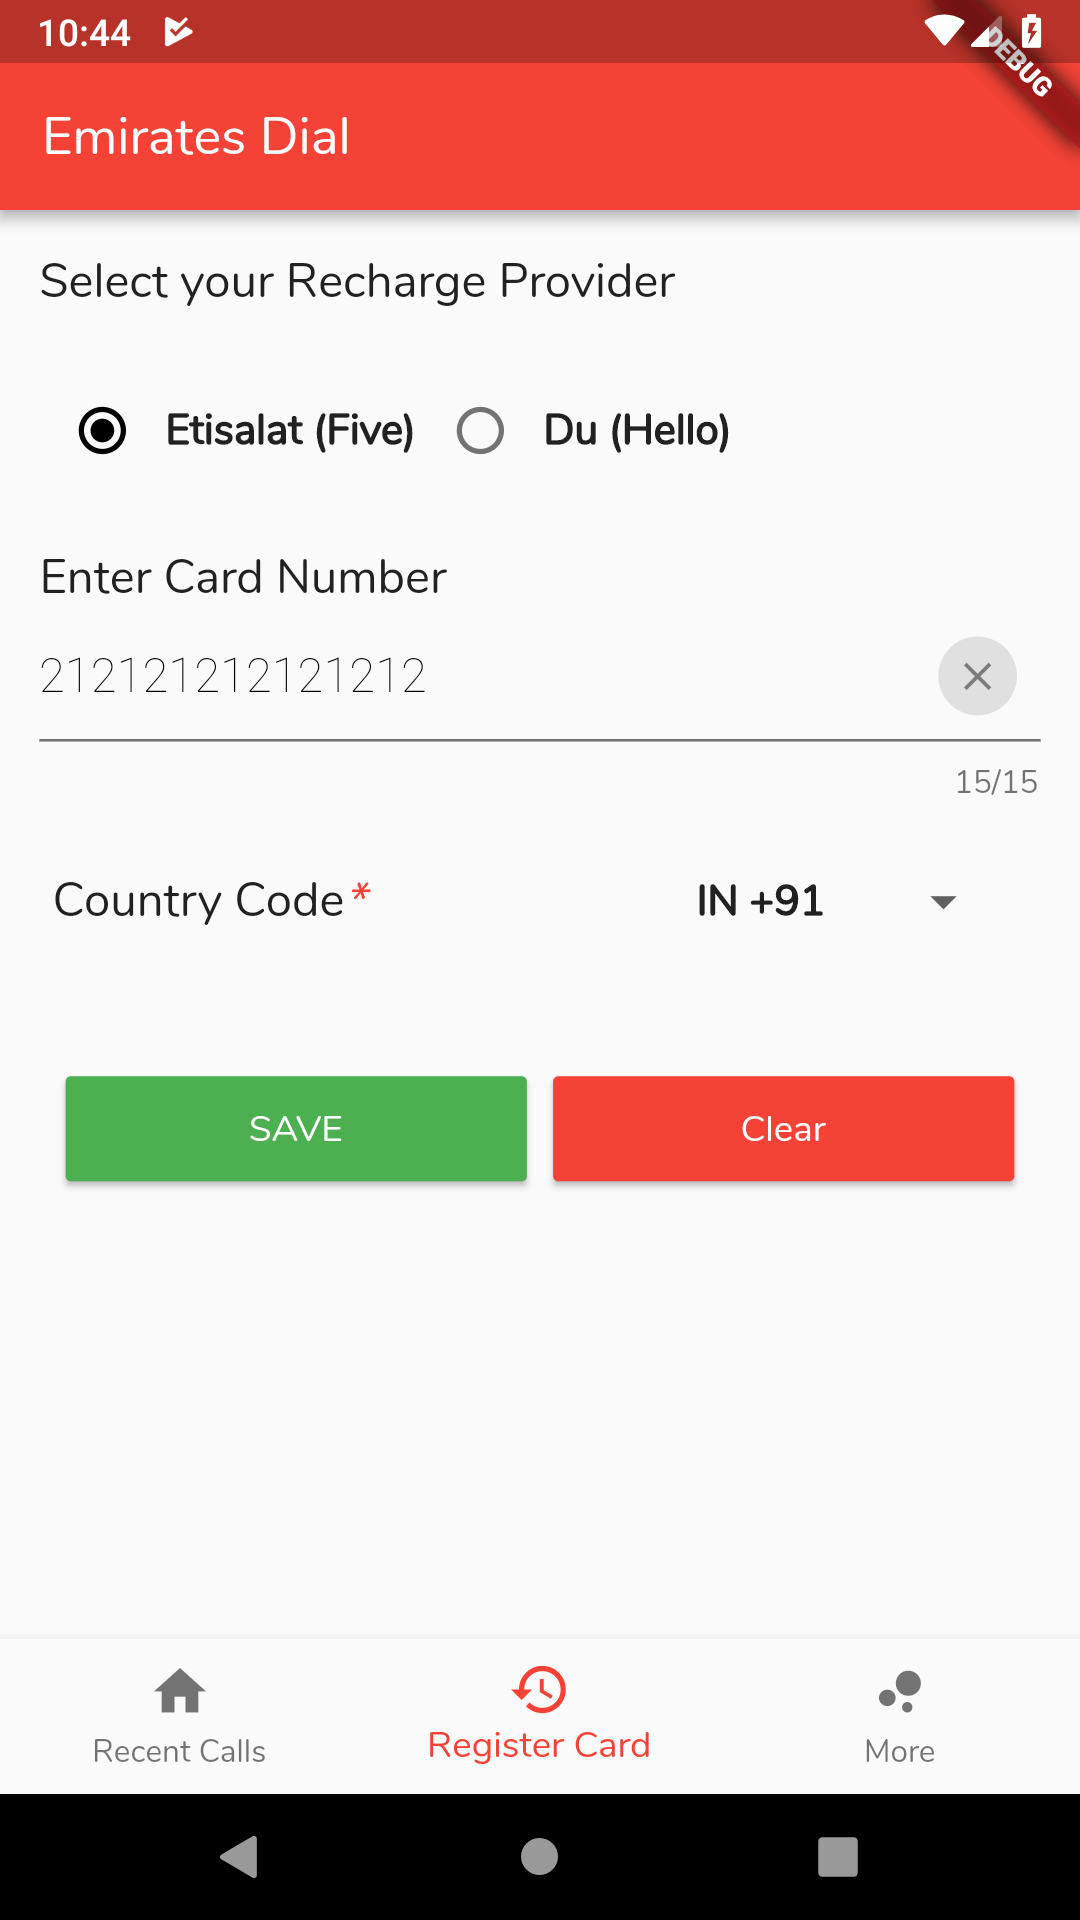 10:44
DEBUG
Emirates Dial
Select your Recharge Provider
Etisalat (Five) Du (Hello)
Enter Card Number
212121212121212
15/15
Country Code* IN +91
SAVE Clear
Recent Calls Register Card More